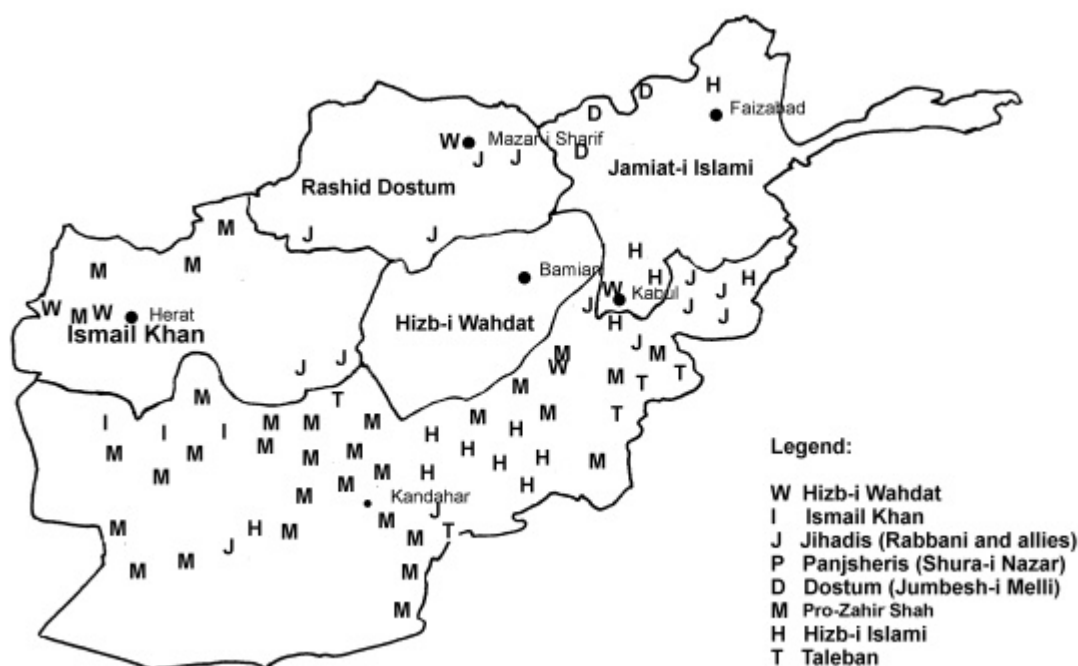 D H
D Faizabad
W Mazar i Sharif
J J D
Jamiat-i Islami
Rashid Dostum
M
J J
H
M M
Bamian H J J H
W Kabul J
W M W Herat J J J
Ismail Khan Hizb-i Wahdat H
J
J J M M
W M T T
M T M
I M M M M M H T
I I H
M M M M M H
M M H M
M M H H
M Kandahar H
M H M J
M T
J M
M M M
M
Legend:
W Hizb-i Wahdat
I Ismail Khan
J Jihadis (Rabbani and allies)
P Panjsheris (Shura-i Nazar)
D Dostum (Jumbesh-i Melli)
M Pro-Zahir Shah
H Hizb-i Islami
T Taleban